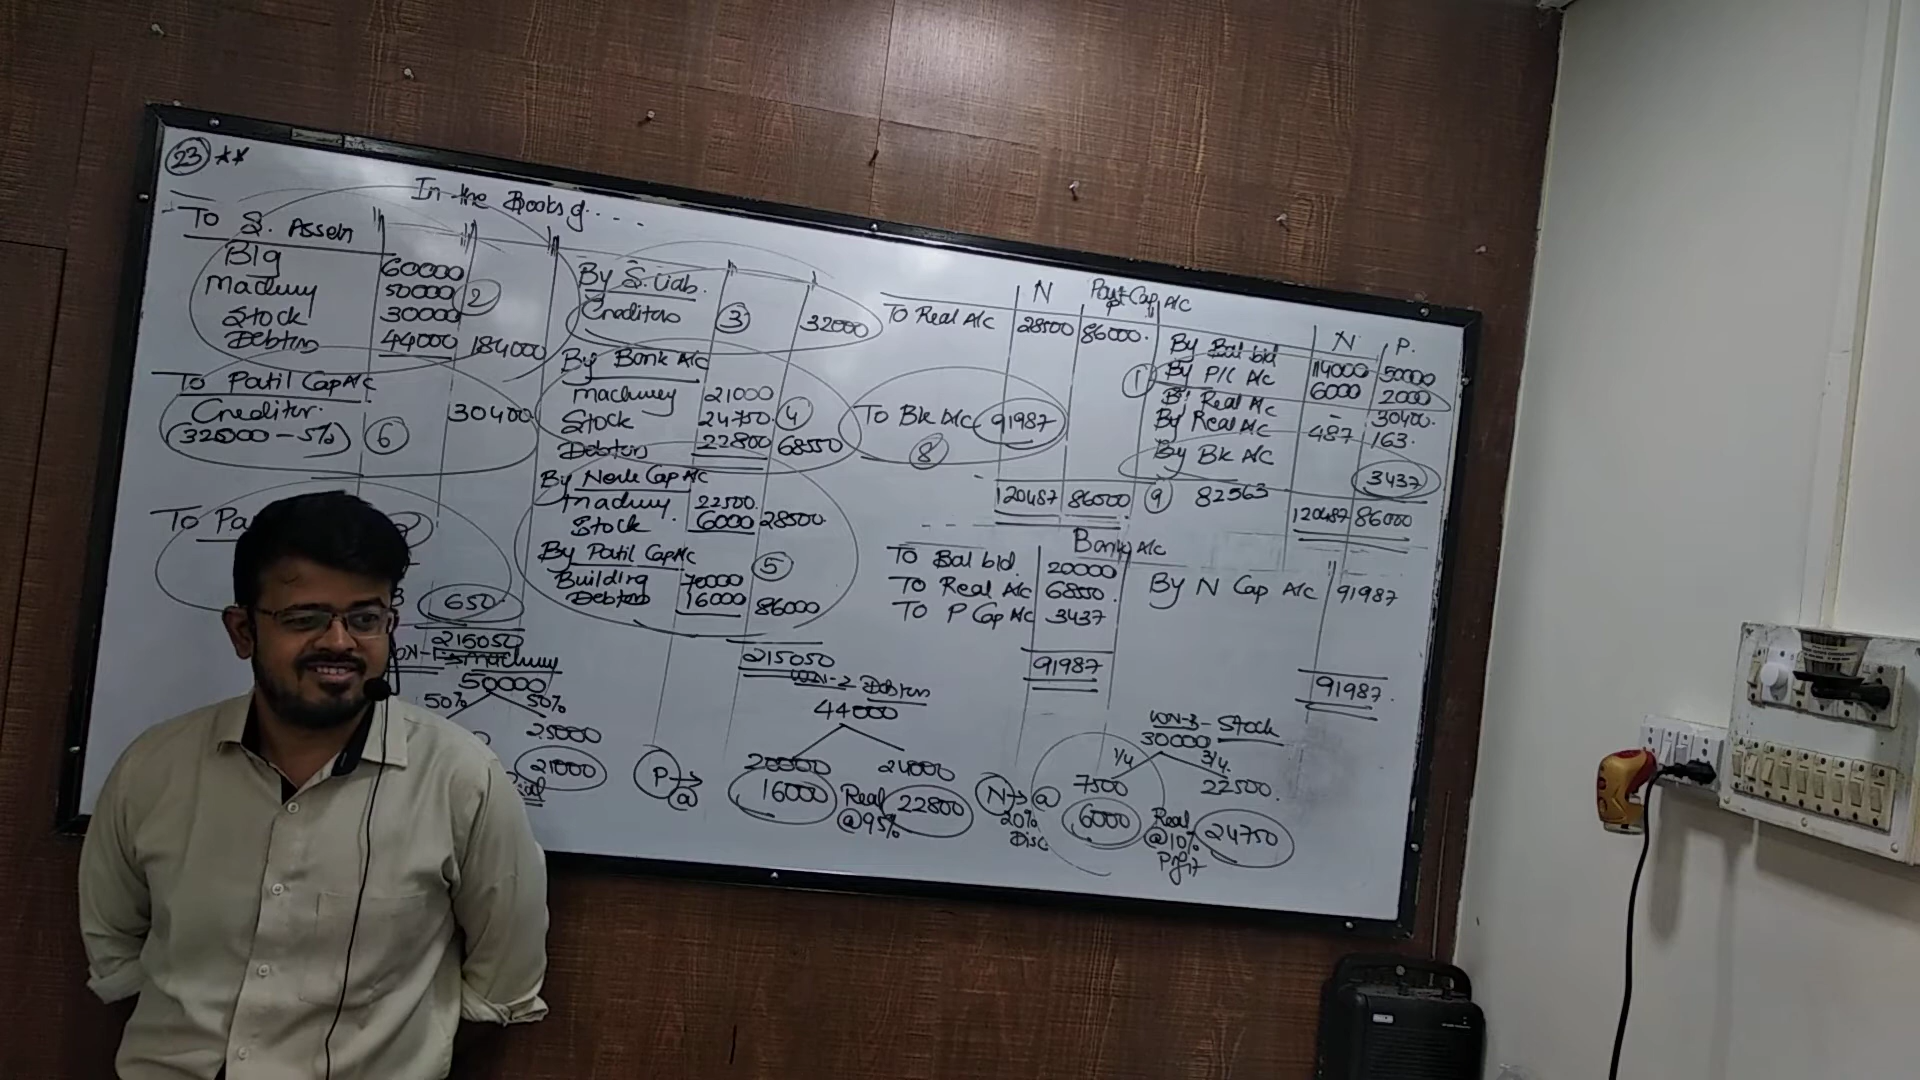 23 **
In the Books of....
To S. Assets
Blg 60000
Machury 50000 2
Stock 30000
Debtors 44000 184000
To Patil Cap A/c
Creditor. 30400
(32000 - 5%) 6
To Pa
650
215050
By S. Liab.
Creditors 3 32000
By Bank A/c
Machinery 21000
Stock 24750 4
Debtors 22800 68550
By Nerle Cap A/c
Machury 22500
Stock 6000 28500
By Patil Cap A/c 5
Building 70000
Debtors 16000 86000
215050
N Part Cap A/c
pt
To Real A/c 28500 86000
To Bk A/c 91987
8
120487 86000
N P.
1 By Bal b/d 114000 50000
By P/L A/c 6000 2000
By Real A/c - 30400
By Real A/c 487 163
By Bk A/c 3437
9 82563
120487 86000
Bank A/c
To Bal b/d 20000
To Real A/c 68550
To P Cap A/c 3437
91987
By N Cap A/c 91987
91987
Machury
50000
50% 50%
25000
21000
WN-2 Debtors
44000
20000 24000
P → @ 16000 Real @95% 22800
WN-3 - Stock
30000
1/4 3/4
7500 22500
N → @ 20% Disc 6000 Real @10% Profit 24750